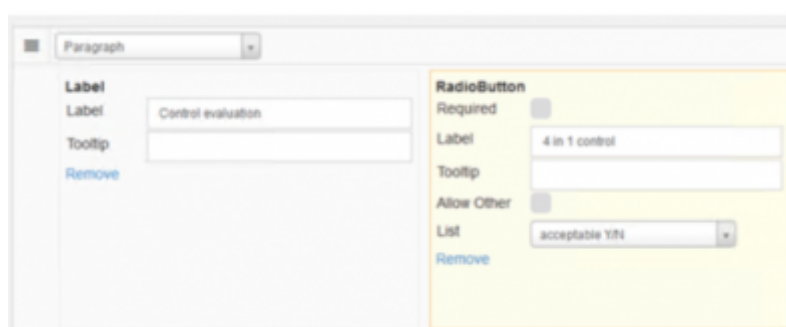 Paragraph
Label
Label Control evaluation
Tooltip
Remove
RadioButton
Required
Label 4 in 1 control
Tooltip
Allow Other
List acceptable Y/N
Remove